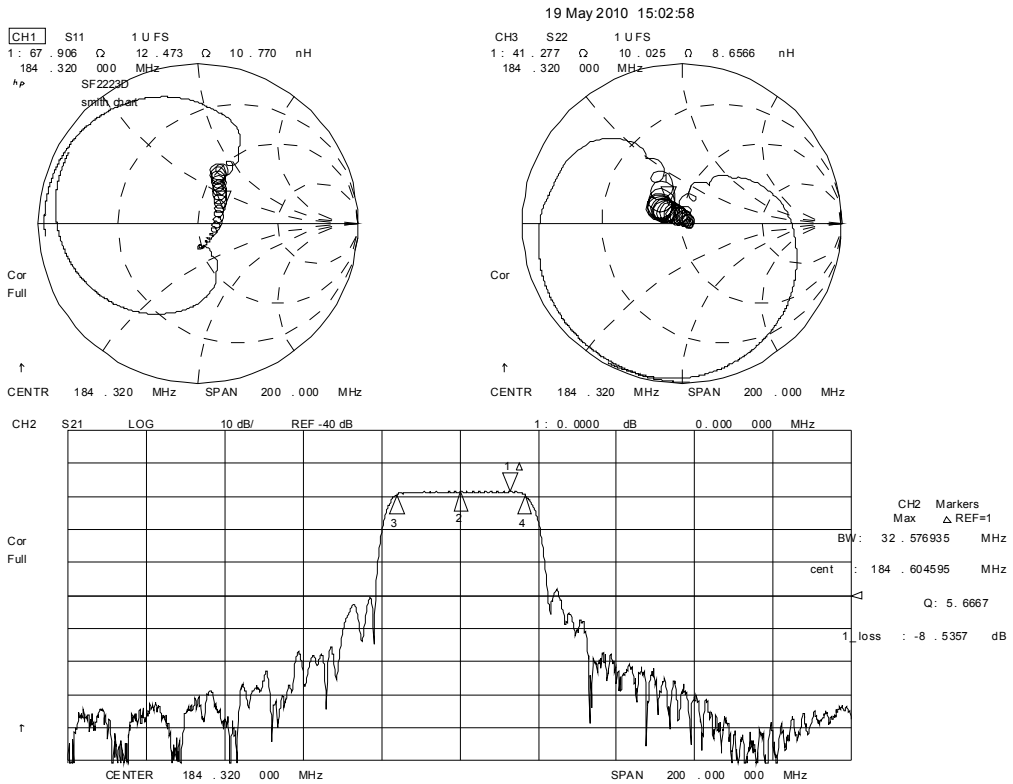 19 May 2010 15:02:58
CH1 S11 1 U FS
1 : 67 .906 Ω 12 .473 Ω 10 .770 nH
184 .320 000 MHz
hp SF2223D
smith chart
Cor
Full
↑
CENTR 184 .320 MHz SPAN 200 .000 MHz
CH3 S22 1 U FS
1 : 41 .277 Ω 10 .025 Ω 8.6566 nH
184 .320 000 MHz
Cor
↑
CENTR 184 .320 MHz SPAN 200 .000 MHz
CH2 S21 LOG 10 dB/ REF -40 dB 1 : 0. 0000 dB 0. 000 000 MHz
1 Δ
3 2 4
Cor
Full
↑
CH2 Markers
Max Δ REF=1
BW : 32 . 576935 MHz
cent : 184 . 604595 MHz
Q: 5. 6667
1_loss : -8 .5357 dB
CENTER 184 .320 000 MHz SPAN 200 .000 000 MHz